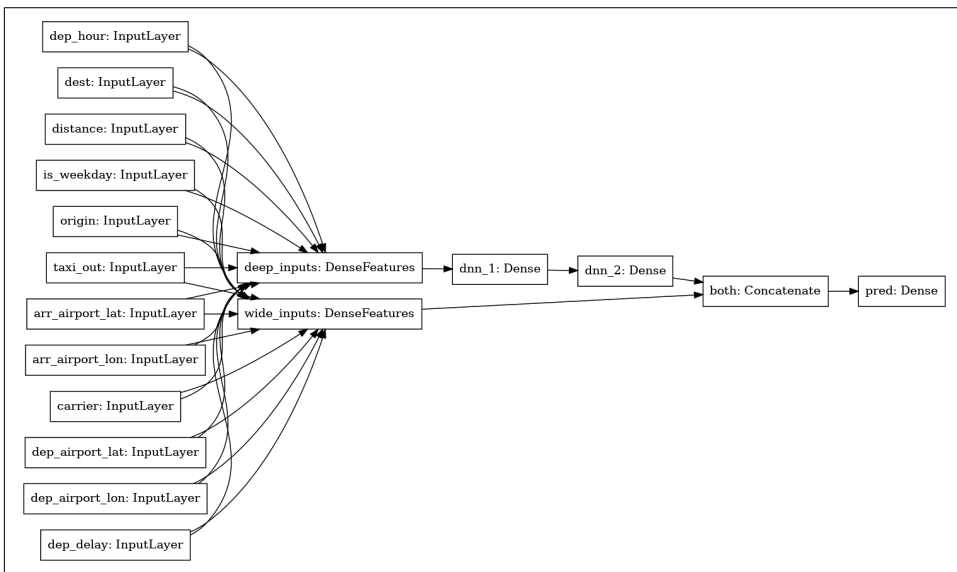 dep_hour: InputLayer
dest: InputLayer
distance: InputLayer
is_weekday: InputLayer
origin: InputLayer
taxi_out: InputLayer
arr_airport_lat: InputLayer
arr_airport_lon: InputLayer
carrier: InputLayer
dep_airport_lat: InputLayer
dep_airport_lon: InputLayer
dep_delay: InputLayer
deep_inputs: DenseFeatures
wide_inputs: DenseFeatures
dnn_1: Dense
dnn_2: Dense
both: Concatenate
pred: Dense